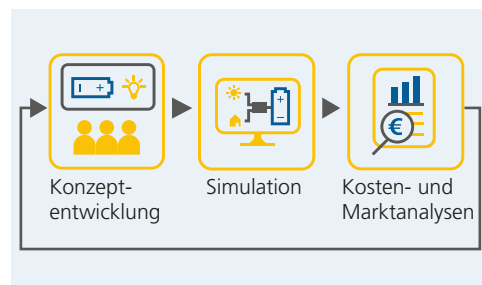 Konzept-
entwicklung
Simulation
Kosten- und
Marktanalysen
€